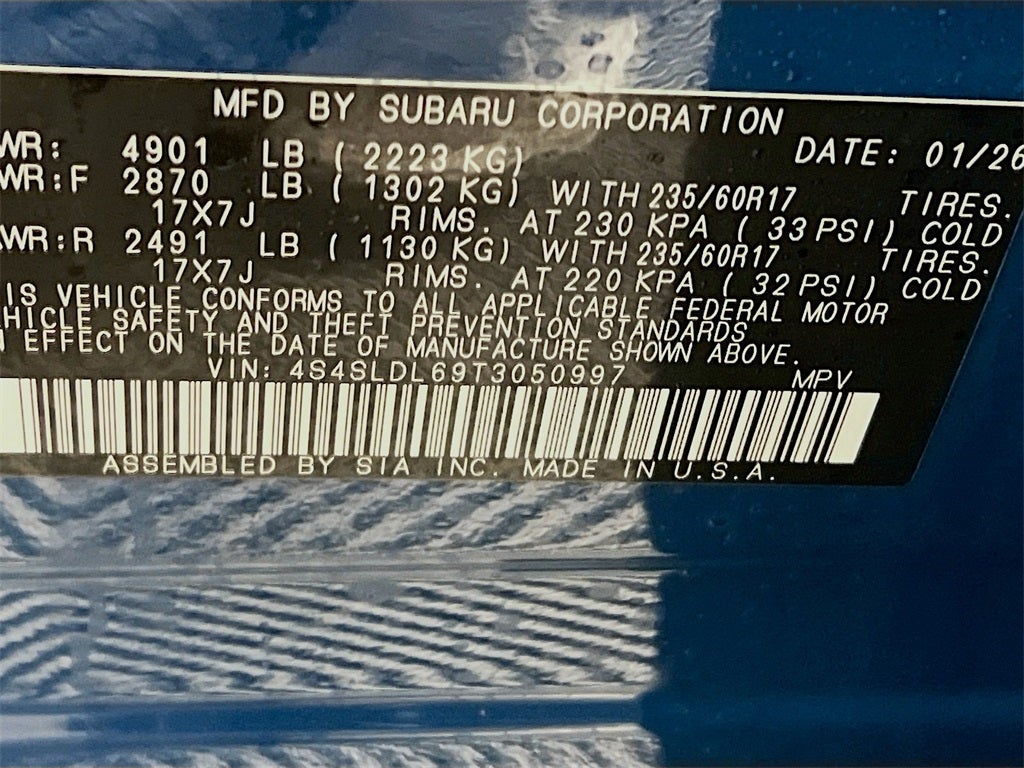 MFD BY SUBARU CORPORATION
WR: 4901 LB ( 2223 KG) DATE: 01/26
WR:F 2870 LB ( 1302 KG) WITH 235/60R17 TIRES.
17X7J RIMS. AT 230 KPA ( 33 PSI) COLD
AWR:R 2491 LB ( 1130 KG) WITH 235/60R17 TIRES.
17X7J RIMS. AT 220 KPA ( 32 PSI) COLD
IS VEHICLE CONFORMS TO ALL APPLICABLE FEDERAL MOTOR
HICLE SAFETY AND THEFT PREVENTION STANDARDS
EFFECT ON THE DATE OF MANUFACTURE SHOWN ABOVE.
VIN: 4S4SLDL69T3050997 MPV
ASSEMBLED BY SIA INC. MADE IN U.S.A.